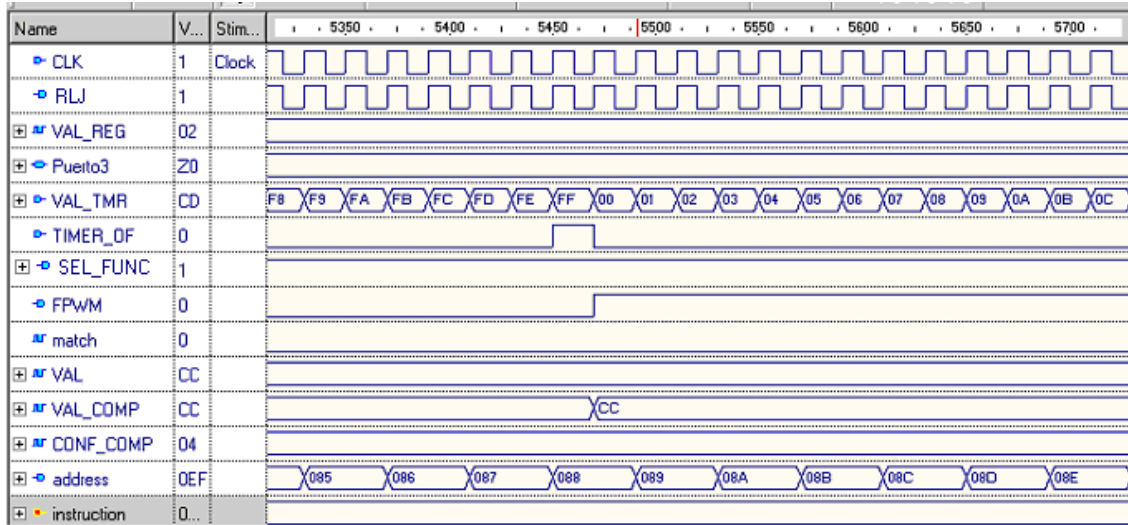 Name V... Stim... 5350 5400 5450 5500 5550 5600 5650 5700
CLK 1 Clock
RLJ 1
VAL_REG 02
Puerto3 Z0
VAL_TMR CD F8 F9 FA FB FC FD FE FF 00 01 02 03 04 05 06 07 08 09 0A 0B 0C
TIMER_OF 0
SEL_FUNC 1
FPWM 0
match 0
VAL CC
VAL_COMP CC CC
CONF_COMP 04
address 0EF 085 086 087 088 089 08A 08B 08C 08D 08E
instruction 0...